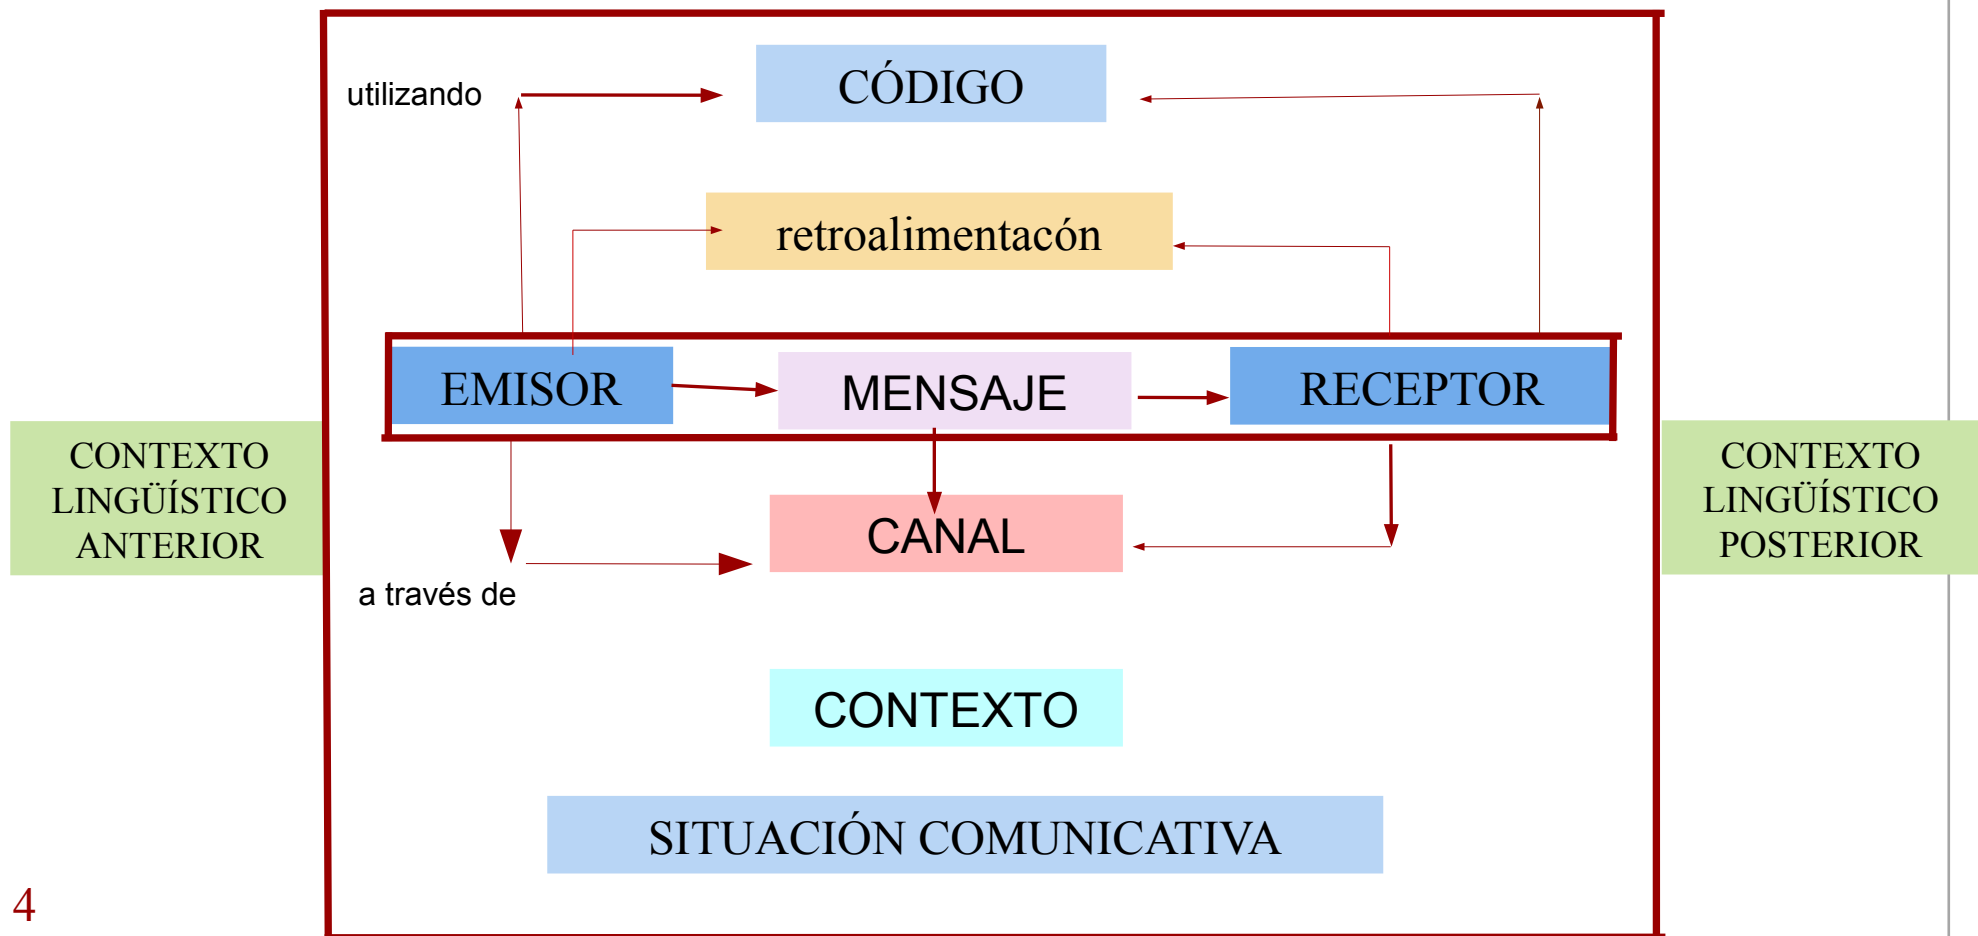 utilizando
CÓDIGO
retroalimentacón
EMISOR
MENSAJE
RECEPTOR
CONTEXTO
LINGÜÍSTICO
ANTERIOR
CANAL
CONTEXTO
LINGÜÍSTICO
POSTERIOR
a través de
CONTEXTO
SITUACIÓN COMUNICATIVA
4